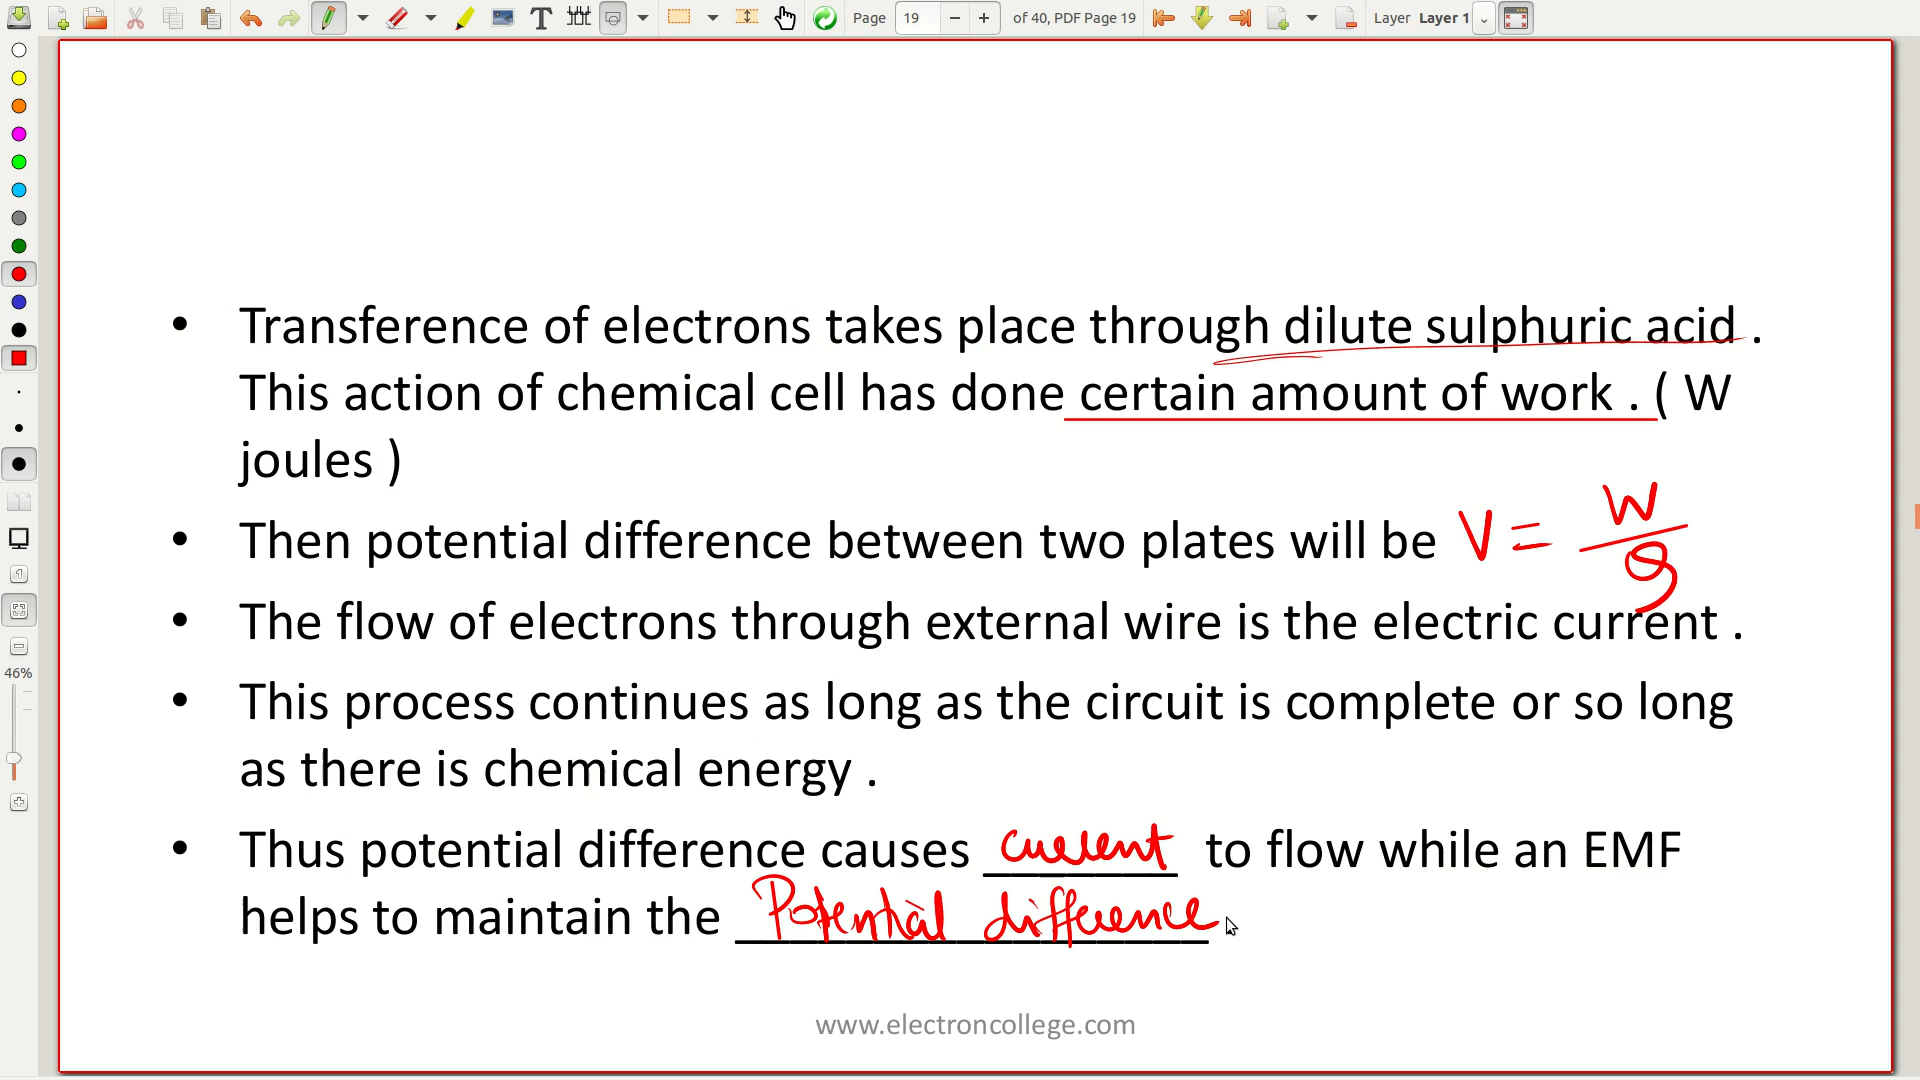 Page 19 of 40, PDF Page 19 Layer Layer 1
46%
• Transference of electrons takes place through dilute sulphuric acid .
This action of chemical cell has done certain amount of work . ( W
joules )
• Then potential difference between two plates will be V = W/Q
• The flow of electrons through external wire is the electric current .
• This process continues as long as the circuit is complete or so long
as there is chemical energy .
• Thus potential difference causes current to flow while an EMF
helps to maintain the Potential difference
www.electroncollege.com